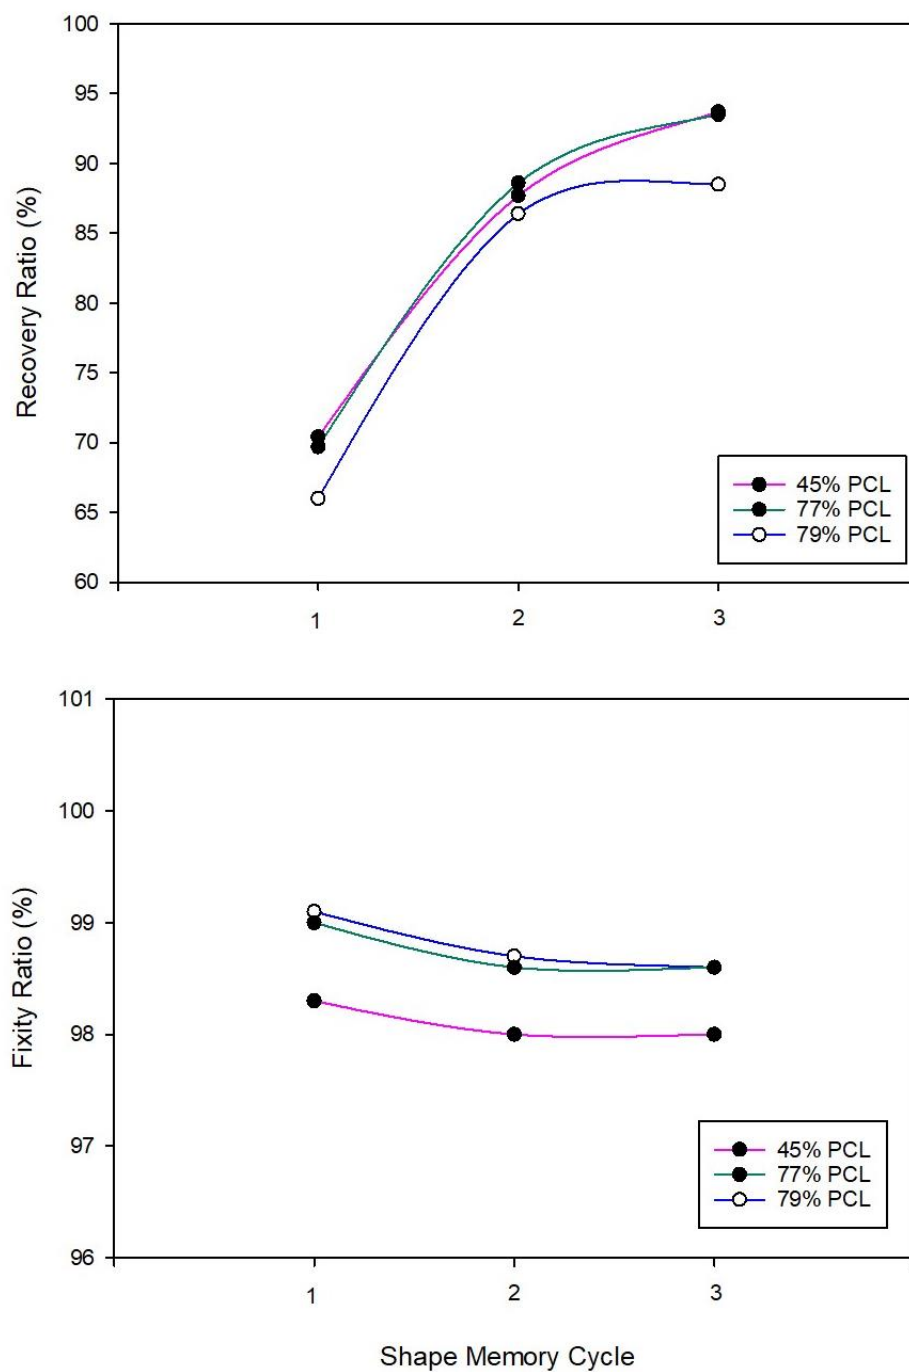 100
95
90
85
80
75
70
65
60
Recovery Ratio (%)
45% PCL
77% PCL
79% PCL
1 2 3
101
100
99
98
97
96
Fixity Ratio (%)
45% PCL
77% PCL
79% PCL
1 2 3
Shape Memory Cycle